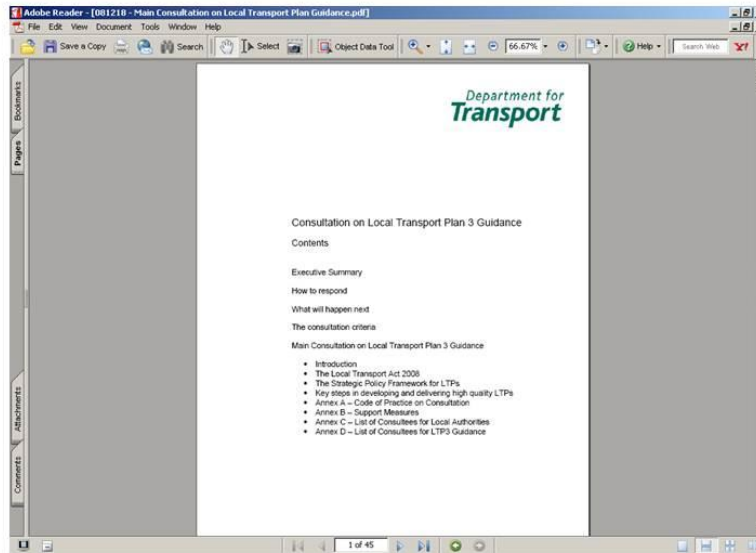 Adobe Reader - [081218 - Main Consultation on Local Transport Plan Guidance.pdf]
File Edit View Document Tools Window Help
Save a Copy Search Select Object Data Tool 66.67% Help Search Web Y!
Bookmarks
Pages
Attachments
Comments
Department for
Transport
Consultation on Local Transport Plan 3 Guidance
Contents
Executive Summary
How to respond
What will happen next
The consultation criteria
Main Consultation on Local Transport Plan 3 Guidance
• Introduction
• The Local Transport Act 2008
• The Strategic Policy Framework for LTPs
• Key steps in developing and delivering high quality LTPs
• Annex A – Code of Practice on Consultation
• Annex B – Support Measures
• Annex C – List of Consultees for Local Authorities
• Annex D – List of Consultees for LTP3 Guidance
1 of 45